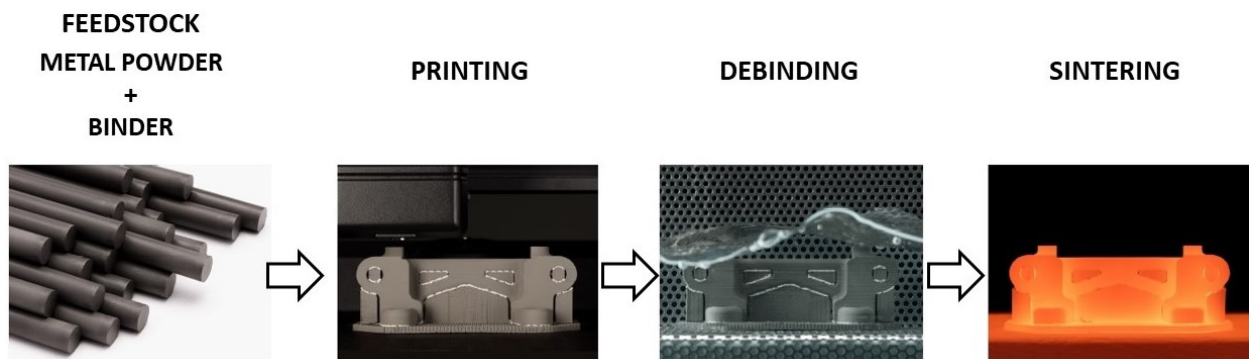 FEEDSTOCK
METAL POWDER
+
BINDER
PRINTING
DEBINDING
SINTERING